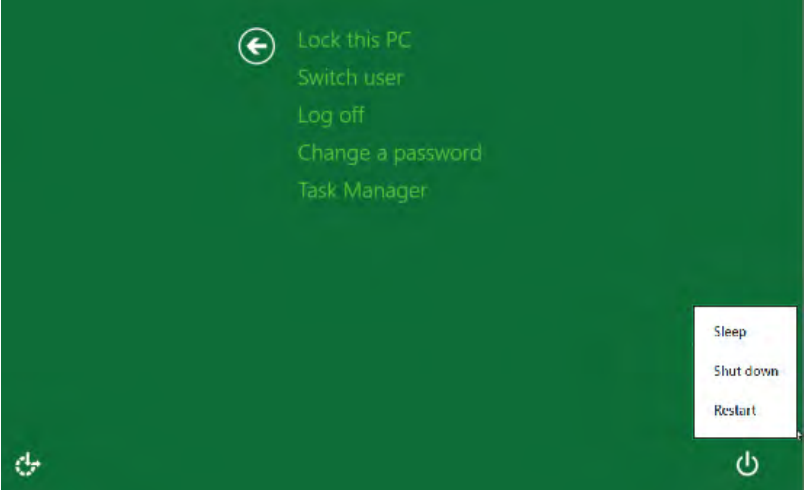 Lock this PC
Switch user
Log off
Change a password
Task Manager
Sleep
Shut down
Restart